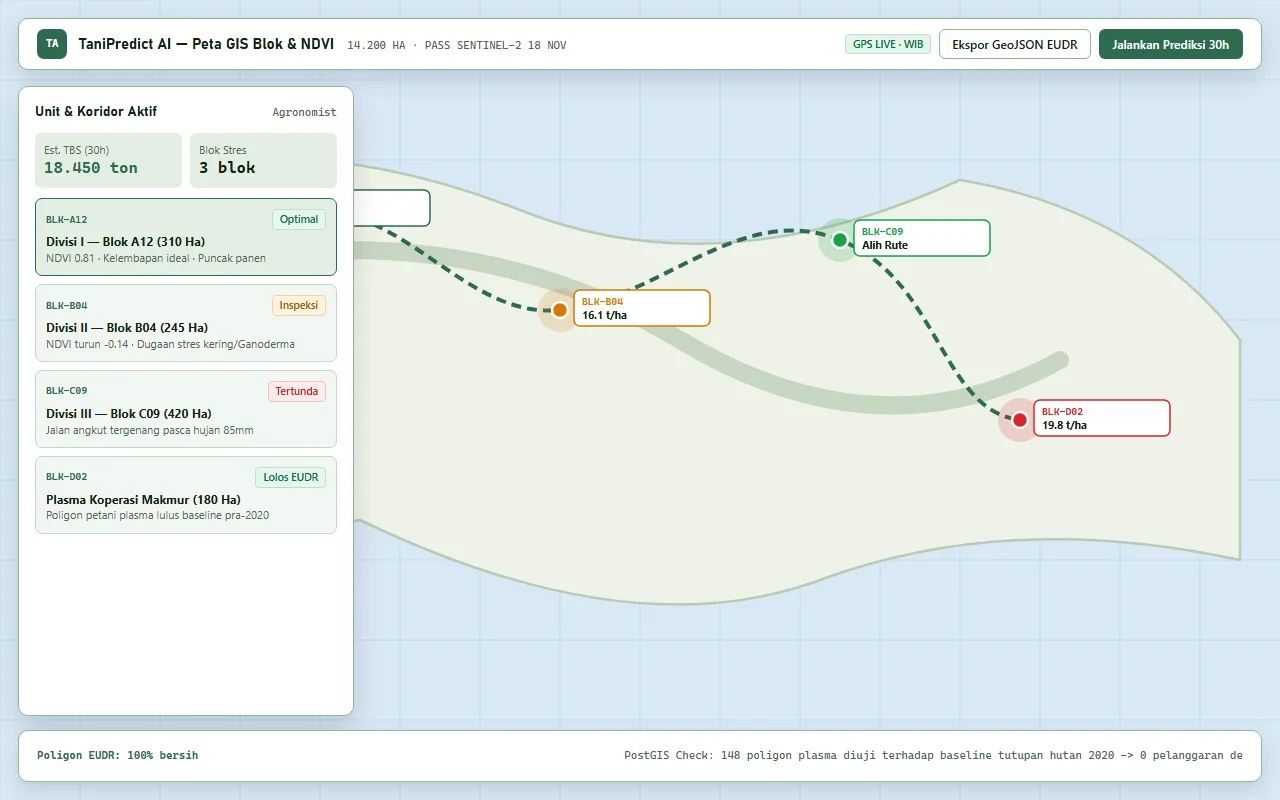 TA
TaniPredict AI — Peta GIS Blok & NDVI
14.200 HA · PASS SENTINEL-2 18 NOV
GPS LIVE · WIB
Ekspor GeoJSON EUDR
Jalankan Prediksi 30h
Unit & Koridor Aktif
Agronomist
Est. TBS (30h)
18.450 ton
Blok Stres
3 blok
BLK-A12
Optimal
Divisi I — Blok A12 (310 Ha)
NDVI 0.81 · Kelembapan ideal · Puncak panen
BLK-B04
Inspeksi
Divisi II — Blok B04 (245 Ha)
NDVI turun -0.14 · Dugaan stres kering/Ganoderma
BLK-C09
Tertunda
Divisi III — Blok C09 (420 Ha)
Jalan angkut tergenang pasca hujan 85mm
BLK-D02
Lolos EUDR
Plasma Koperasi Makmur (180 Ha)
Poligon petani plasma lulus baseline pra-2020
BLK-B04
16.1 t/ha
BLK-C09
Alih Rute
BLK-D02
19.8 t/ha
Poligon EUDR: 100% bersih
PostGIS Check: 148 poligon plasma diuji terhadap baseline tutupan hutan 2020 -> 0 pelanggaran de